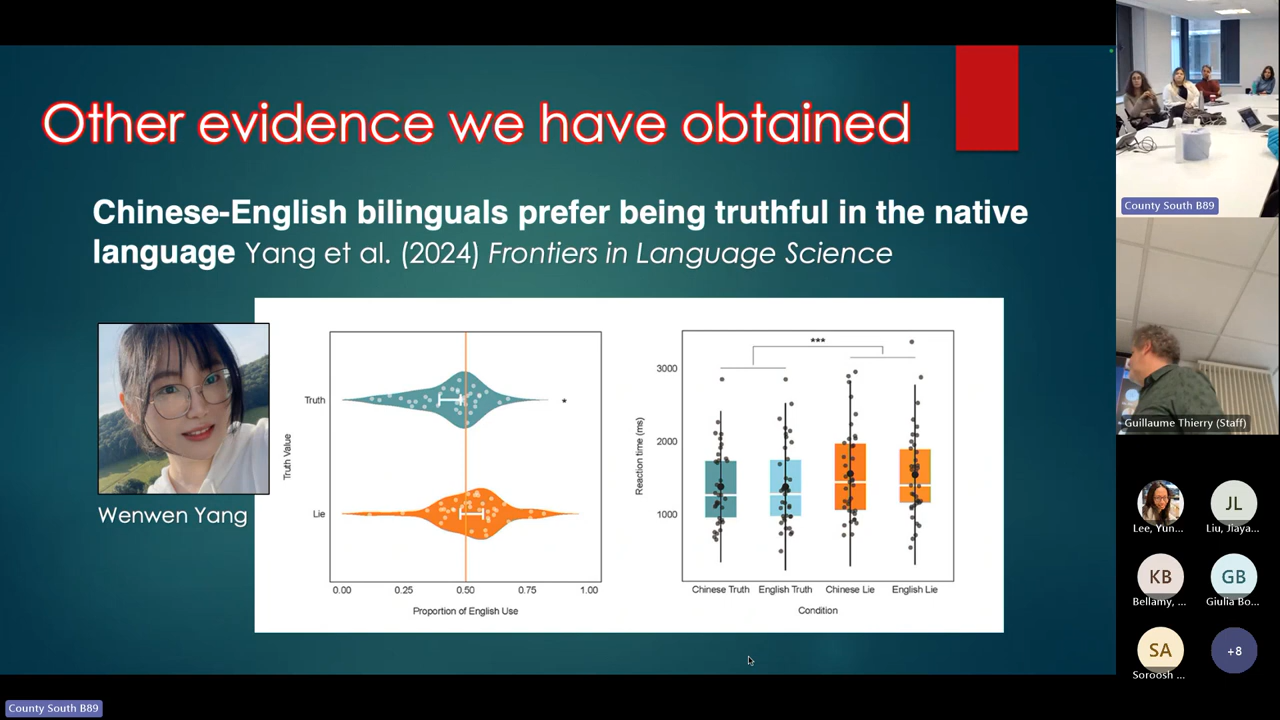 Other evidence we have obtained
Chinese-English bilinguals prefer being truthful in the native
language Yang et al. (2024) Frontiers in Language Science
Wenwen Yang
Truth Value
Truth
*
Lie
0.00 0.25 0.50 0.75 1.00
Proportion of English Use
Reaction time (ms)
***
3000
2000
1000
Chinese Truth English Truth Chinese Lie English Lie
Condition
County South B89
County South B89
Guillaume Thierry (Staff)
Lee, Yun...
JL
Liu, Jiaya...
KB
Bellamy, ...
GB
Giulia Bo...
SA
Soroosh ...
+8